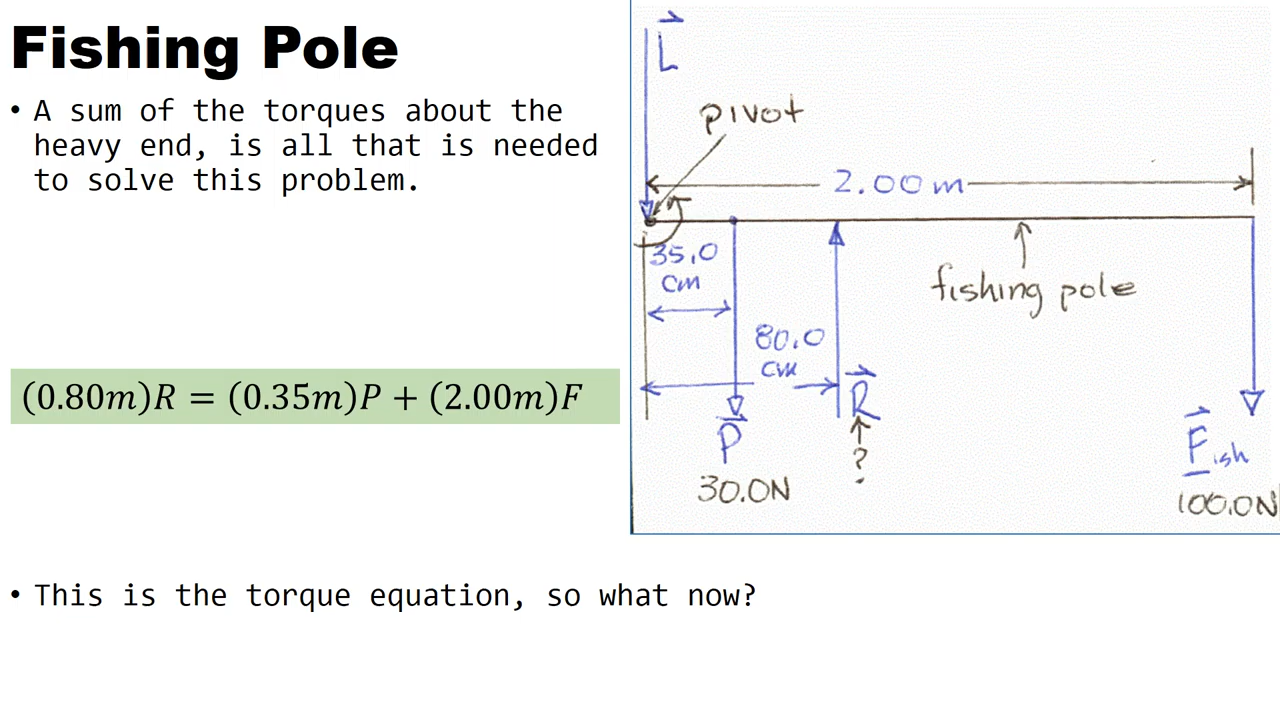 Fishing Pole
• A sum of the torques about the
heavy end, is all that is needed
to solve this problem.
(0.80m)R = (0.35m)P + (2.00m)F
• This is the torque equation, so what now?
L
pivot
2.00 m
35.0
cm
fishing pole
80.0
cm
P
30.0N
R
?
Fish
100.0N